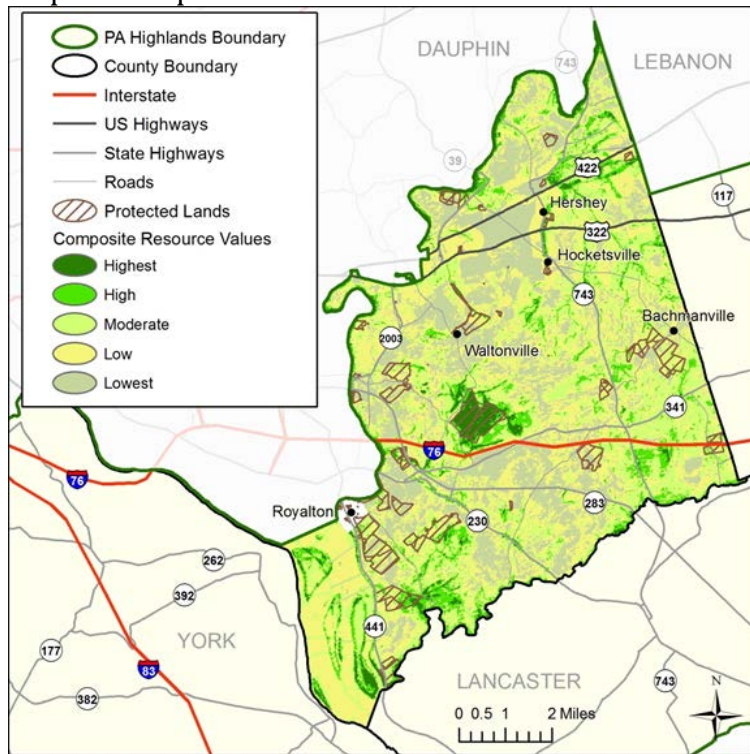 PA Highlands Boundary
County Boundary
Interstate
US Highways
State Highways
Roads
Protected Lands
Composite Resource Values
Highest
High
Moderate
Low
Lowest
DAUPHIN
LEBANON
743
39
422
117
Hershey
322
Hocketsville
743
Bachmanville
2003
Waltonville
341
76
76
Royalton
283
230
262
392
YORK
441
177
83
382
LANCASTER
743
N
0 0.5 1 2 Miles